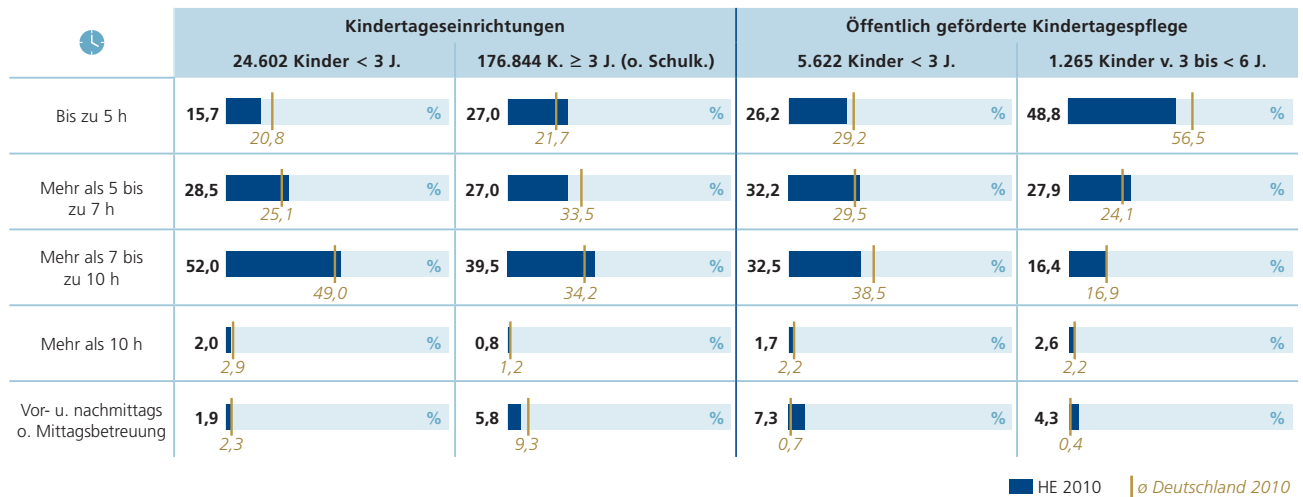 Kindertageseinrichtungen
Öffentlich geförderte Kindertagespflege
24.602 Kinder < 3 J.
176.844 K. ≥ 3 J. (o. Schulk.)
5.622 Kinder < 3 J.
1.265 Kinder v. 3 bis < 6 J.
Bis zu 5 h
15,7 %
20,8
27,0 %
21,7
26,2 %
29,2
48,8 %
56,5
Mehr als 5 bis
zu 7 h
28,5 %
25,1
27,0 %
33,5
32,2 %
29,5
27,9 %
24,1
Mehr als 7 bis
zu 10 h
52,0 %
49,0
39,5 %
34,2
32,5 %
38,5
16,4 %
16,9
Mehr als 10 h
2,0 %
2,9
0,8 %
1,2
1,7 %
2,2
2,6 %
2,2
Vor- u. nachmittags
o. Mittagsbetreuung
1,9 %
2,3
5,8 %
9,3
7,3 %
0,7
4,3 %
0,4
HE 2010
ø Deutschland 2010